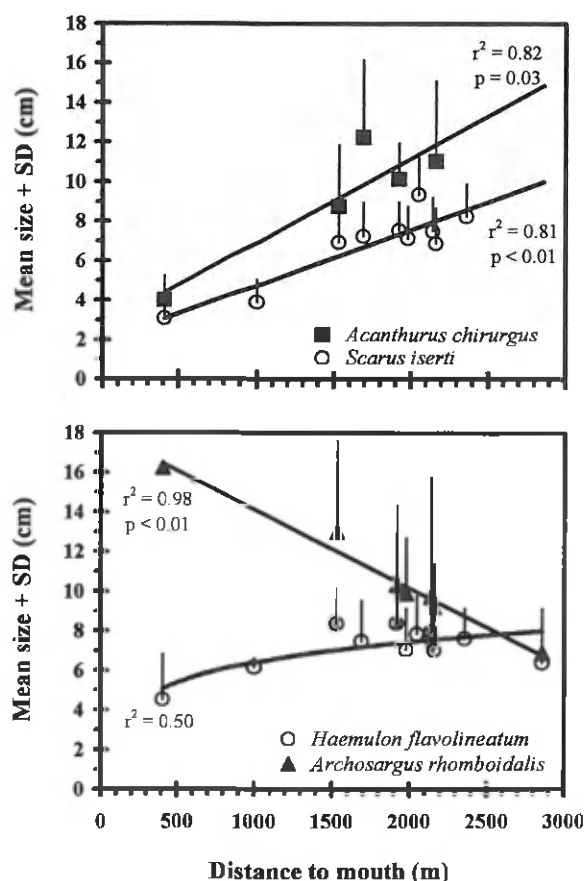 Mean size + SD (cm)
18
16
14
12
10
8
6
4
2
0
r² = 0.82
p = 0.03
r² = 0.81
p < 0.01
Acanthurus chirurgus
Scarus iserti
Mean size + SD (cm)
18
16
14
12
10
8
6
4
2
0
r² = 0.98
p < 0.01
r² = 0.50
Haemulon flavolineatum
Archosargus rhomboidalis
0 500 1000 1500 2000 2500 3000
Distance to mouth (m)